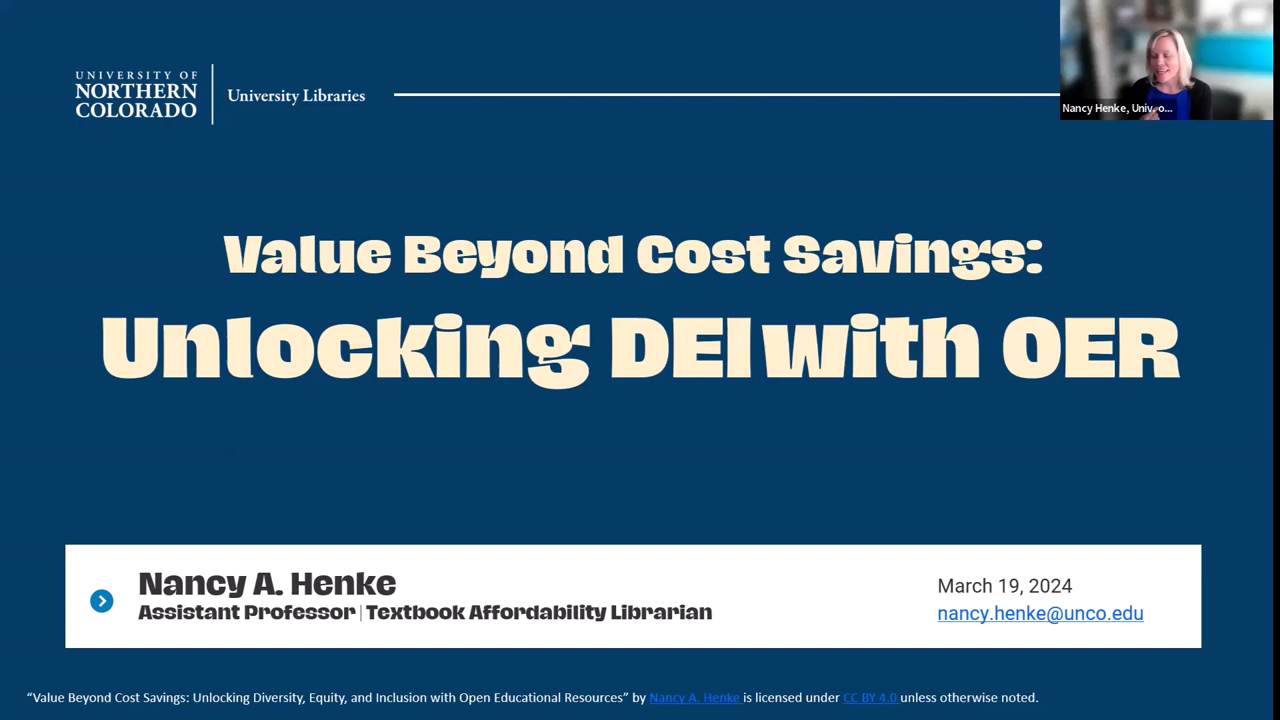 UNIVERSITY OF
NORTHERN
COLORADO
University Libraries
Nancy Henke, Univ. o...
Value Beyond Cost Savings:
Unlocking DEI with OER
Nancy A. Henke
Assistant Professor | Textbook Affordability Librarian
March 19, 2024
nancy.henke@unco.edu
“Value Beyond Cost Savings: Unlocking Diversity, Equity, and Inclusion with Open Educational Resources” by Nancy A. Henke is licensed under CC BY 4.0 unless otherwise noted.